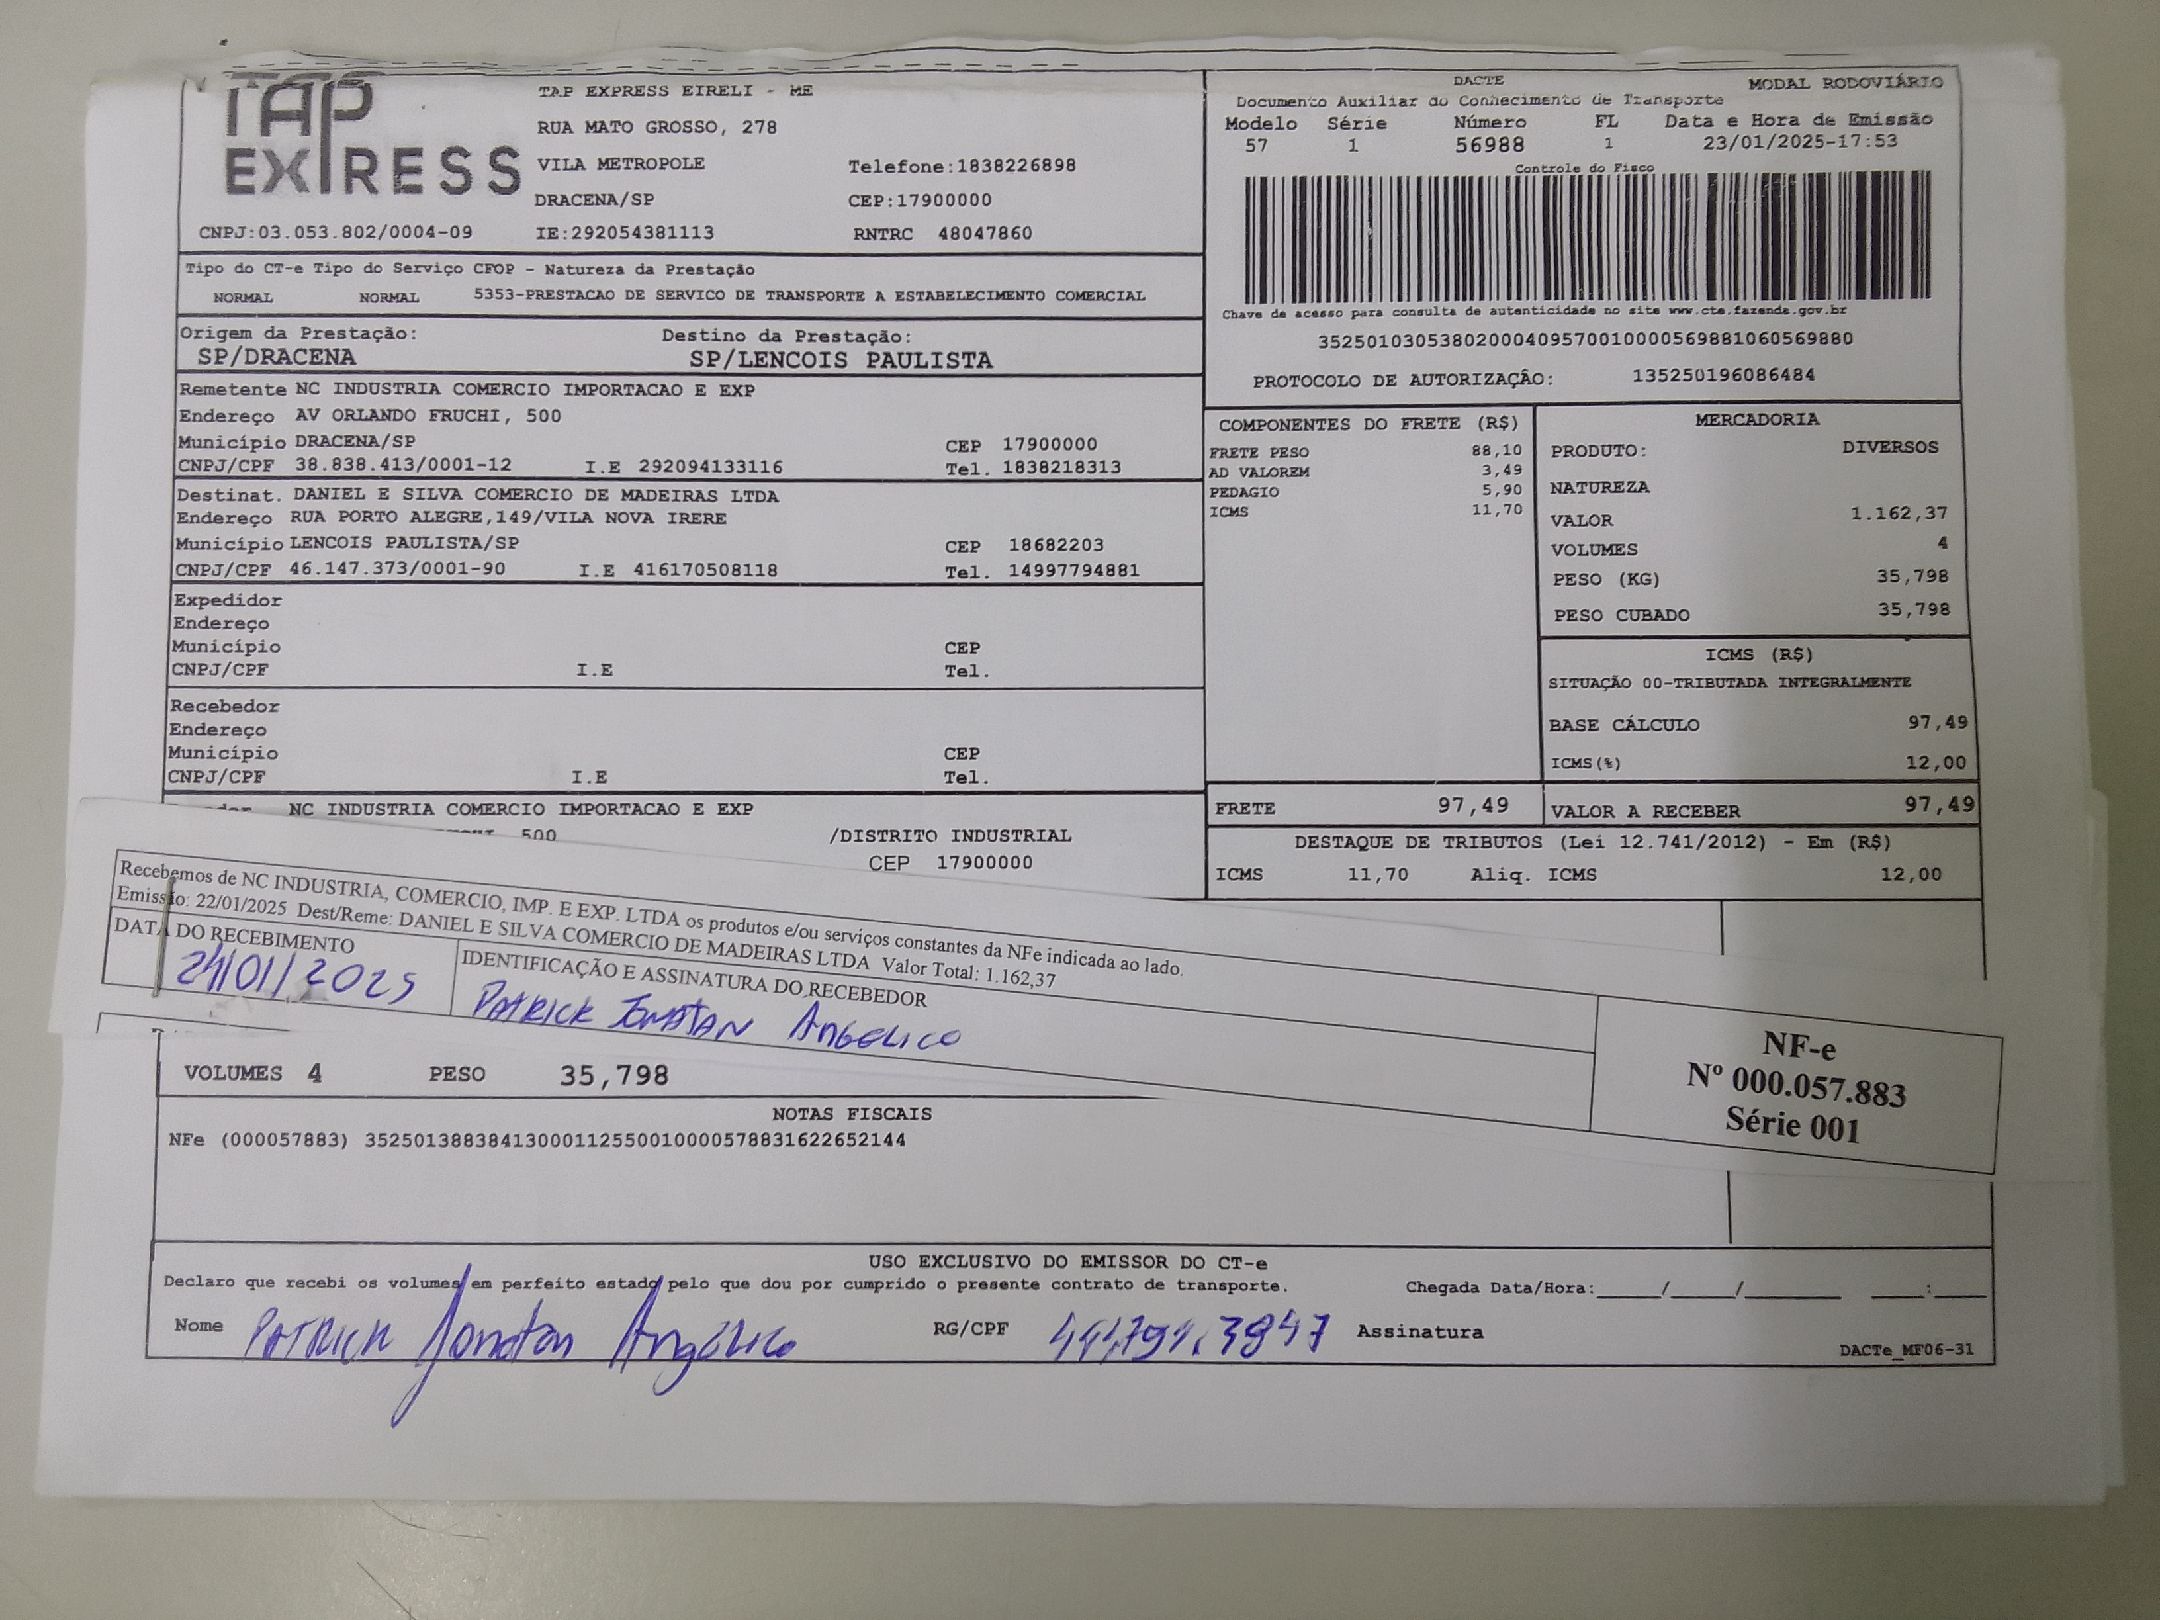 TAP EXPRESS
TAP EXPRESS EIRELI - ME
RUA MATO GROSSO, 278
VILA METROPOLE Telefone:1838226898
DRACENA/SP CEP:17900000
CNPJ:03.053.802/0004-09 IE:292054381113 RNTRC 48047860
DACTE MODAL RODOVIÁRIO
Documento Auxiliar do Conhecimento de Transporte
Modelo Série Número FL Data e Hora de Emissão
57 1 56988 1 23/01/2025-17:53
Controle do Fisco
Chave de acesso para consulta de autenticidade no site www.cte.fazenda.gov.br
35250103053802000409570010000569881060569880
PROTOCOLO DE AUTORIZAÇÃO: 135250196086484
Tipo do CT-e Tipo do Serviço CFOP - Natureza da Prestação
NORMAL NORMAL 5353-PRESTACAO DE SERVICO DE TRANSPORTE A ESTABELECIMENTO COMERCIAL
Origem da Prestação: Destino da Prestação:
SP/DRACENA SP/LENCOIS PAULISTA
Remetente NC INDUSTRIA COMERCIO IMPORTACAO E EXP
Endereço AV ORLANDO FRUCHI, 500
Município DRACENA/SP CEP 17900000
CNPJ/CPF 38.838.413/0001-12 I.E 292094133116 Tel. 1838218313
Destinat. DANIEL E SILVA COMERCIO DE MADEIRAS LTDA
Endereço RUA PORTO ALEGRE,149/VILA NOVA IRERE
Município LENCOIS PAULISTA/SP CEP 18682203
CNPJ/CPF 46.147.373/0001-90 I.E 416170508118 Tel. 14997794881
Expedidor
Endereço
Município CEP
CNPJ/CPF I.E Tel.
Recebedor
Endereço
Município CEP
CNPJ/CPF I.E Tel.
NC INDUSTRIA COMERCIO IMPORTACAO E EXP
500 /DISTRITO INDUSTRIAL
CEP 17900000
COMPONENTES DO FRETE (R$)
FRETE PESO 88,10
AD VALOREM 3,49
PEDAGIO 5,90
ICMS 11,70
MERCADORIA
PRODUTO: DIVERSOS
NATUREZA
VALOR 1.162,37
VOLUMES 4
PESO (KG) 35,798
PESO CUBADO 35,798
ICMS (R$)
SITUAÇÃO 00-TRIBUTADA INTEGRALMENTE
BASE CÁLCULO 97,49
ICMS(%) 12,00
FRETE 97,49 VALOR A RECEBER 97,49
DESTAQUE DE TRIBUTOS (Lei 12.741/2012) - Em (R$)
ICMS 11,70 Aliq. ICMS 12,00
Recebemos de NC INDUSTRIA, COMERCIO, IMP. E EXP. LTDA os produtos e/ou serviços constantes da NFe indicada ao lado.
Emissão: 22/01/2025 Dest/Reme: DANIEL E SILVA COMERCIO DE MADEIRAS LTDA Valor Total: 1.162,37
DATA DO RECEBIMENTO IDENTIFICAÇÃO E ASSINATURA DO RECEBEDOR
24/01/2025 PATRICK JONATAN ANGELICO
NF-e
Nº 000.057.883
Série 001
VOLUMES 4 PESO 35,798
NOTAS FISCAIS
NFe (000057883) 35250138838413000112550010000578831622652144
USO EXCLUSIVO DO EMISSOR DO CT-e
Declaro que recebi os volumes em perfeito estado pelo que dou por cumprido o presente contrato de transporte. Chegada Data/Hora:_____/_____/_________ _____:_____
Nome PATRICK Jonatan Angélico RG/CPF Assinatura
DACTe_MF06-31